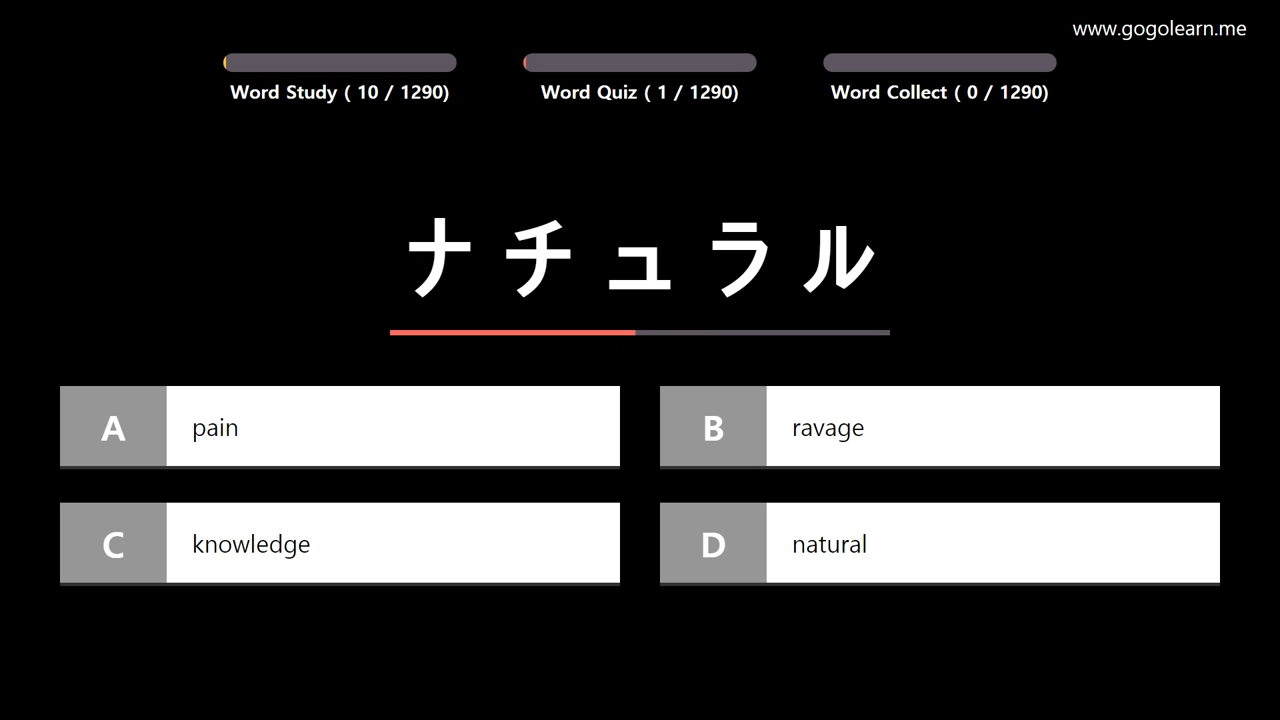 www.gogolearn.me
Word Study ( 10 / 1290)
Word Quiz ( 1 / 1290)
Word Collect ( 0 / 1290)
ナチュラル
A pain
B ravage
C knowledge
D natural